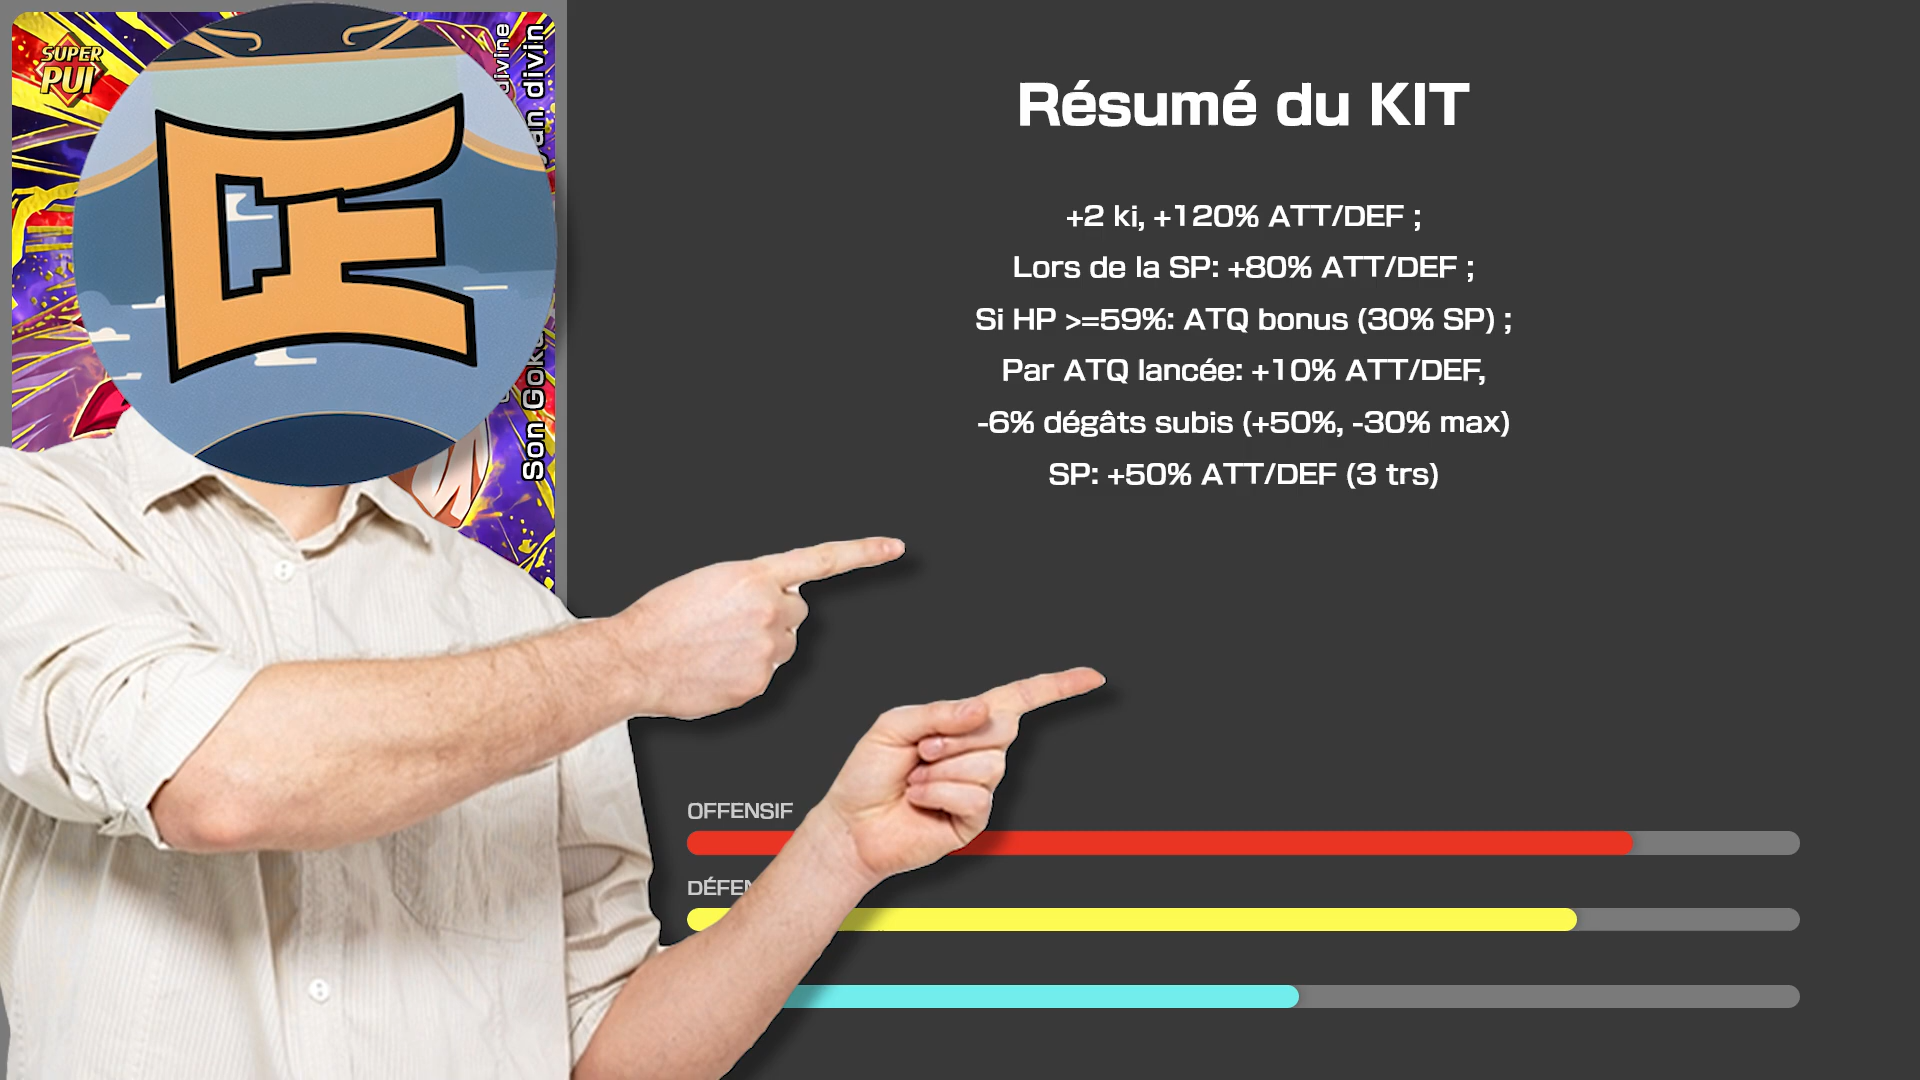 SUPER
PUI
divine
divin
Son Goku
Résumé du KIT
+2 ki, +120% ATT/DEF ;
Lors de la SP: +80% ATT/DEF ;
Si HP >=59%: ATQ bonus (30% SP) ;
Par ATQ lancée: +10% ATT/DEF,
-6% dégâts subis (+50%, -30% max)
SP: +50% ATT/DEF (3 trs)
OFFENSIF
DÉFEN